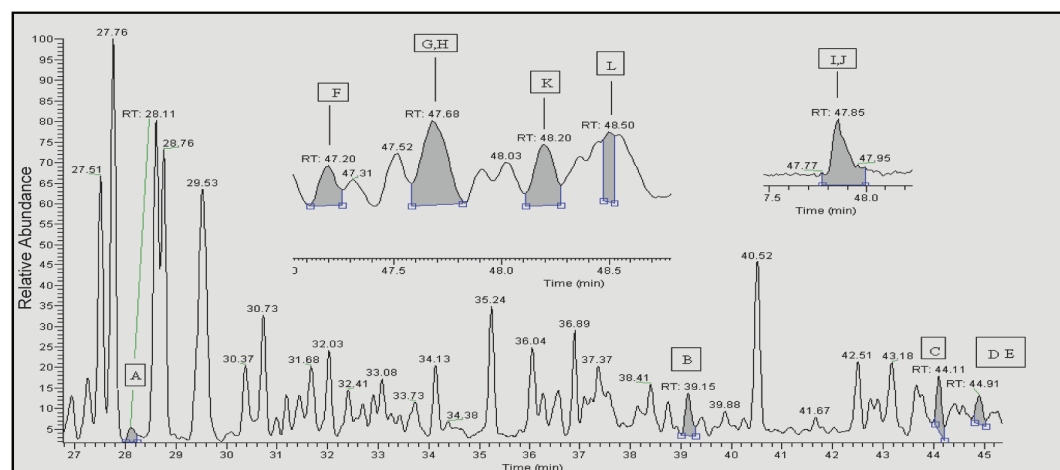 Relative Abundance
100
95
90
85
80
75
70
65
60
55
50
45
40
35
30
25
20
15
10
5
27.76
RT: 28.11
28.76
27.51
29.53
30.37
30.73
31.68
32.03
32.41
33.08
33.73
34.13
34.38
35.24
36.04
36.89
37.37
38.41
B
RT: 39.15
39.88
40.52
41.67
42.51
43.18
C
RT: 44.11
D E
RT: 44.91
A
27 28 29 30 31 32 33 34 35 36 37 38 39 40 41 42 43 44 45
Time (min)
F
RT: 47.20
47.31
47.52
G,H
RT: 47.68
48.03
K
RT: 48.20
L
RT: 48.50
0 47.5 48.0 48.5
Time (min)
I,J
RT: 47.85
47.77
47.95
7.5 48.0
Time (min)